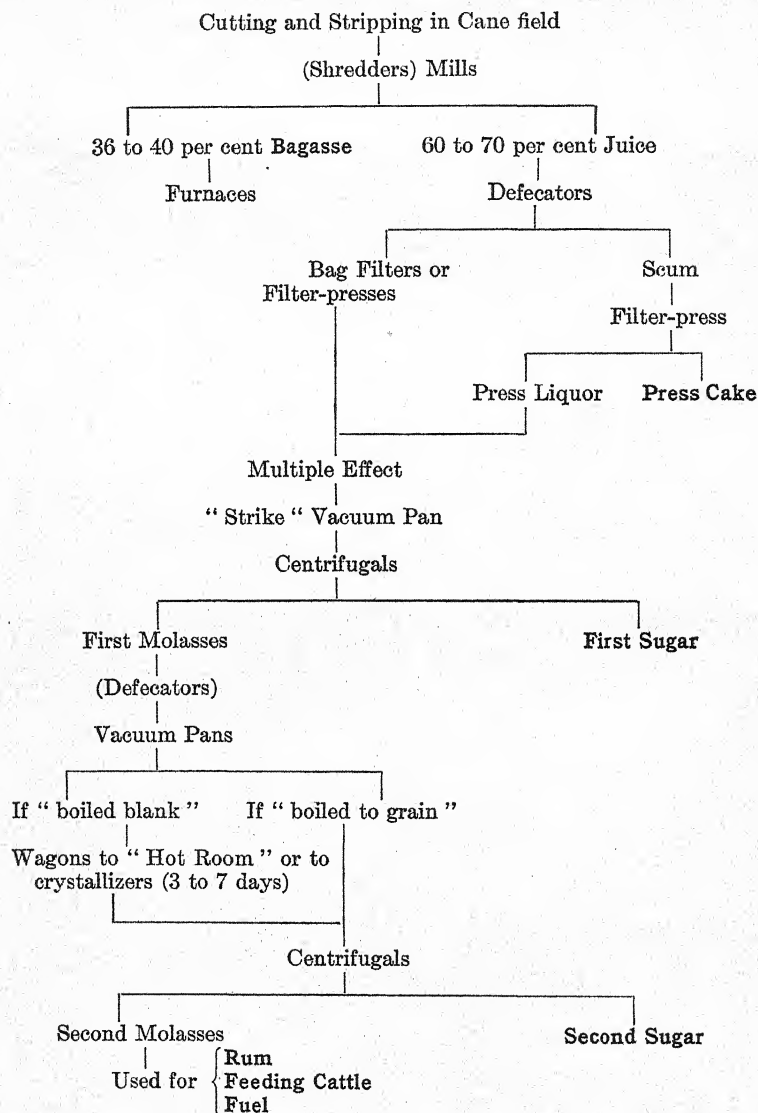 Cutting and Stripping in Cane field
(Shredders) Mills
36 to 40 per cent Bagasse
60 to 70 per cent Juice
Furnaces
Defecators
Bag Filters or
Filter-presses
Scum
Filter-press
Press Liquor
Press Cake
Multiple Effect
“ Strike “ Vacuum Pan
Centrifugals
First Molasses
First Sugar
(Defecators)
Vacuum Pans
If “ boiled blank ”
If “ boiled to grain ”
Wagons to “ Hot Room ” or to
crystallizers (3 to 7 days)
Centrifugals
Second Molasses
Second Sugar
Used for
Rum
Feeding Cattle
Fuel